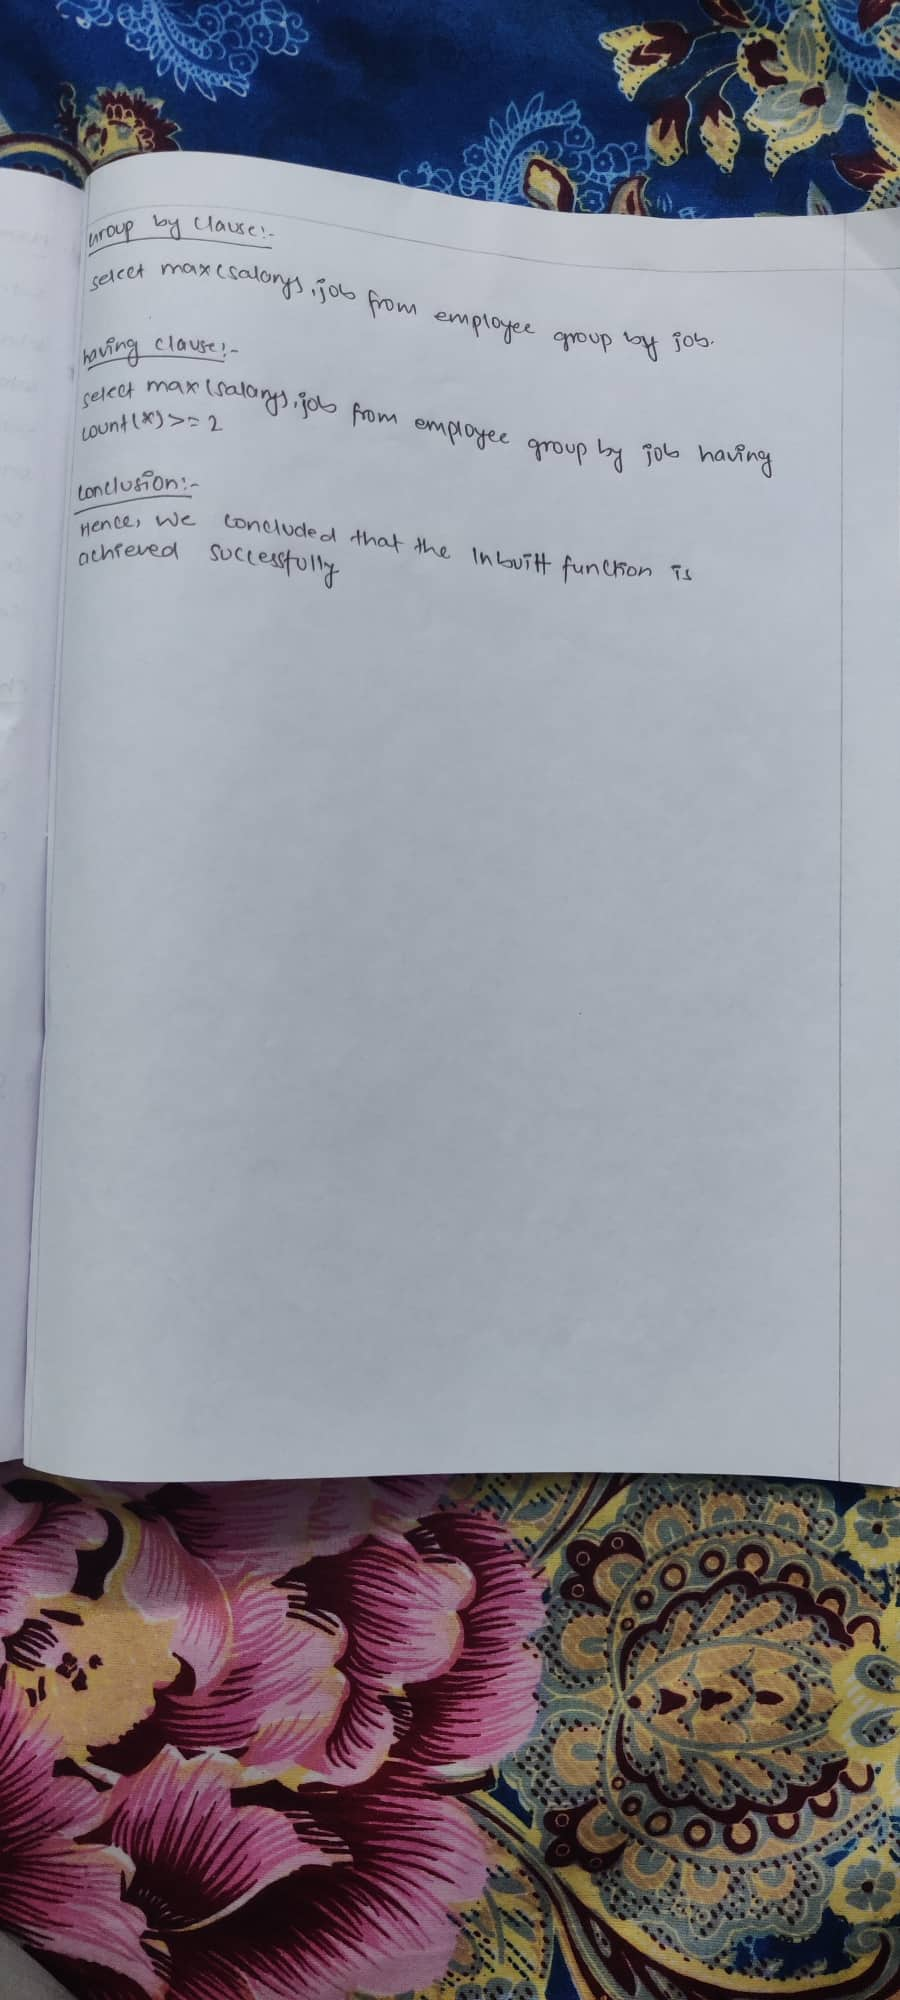 Group by Clause:-
select max(salary), job from employee group by job.
having clause:-
select max(salary), job from employee group by job having
count(*) >= 2
Conclusion:-
Hence, we concluded that the Inbuilt function is
achieved successfully